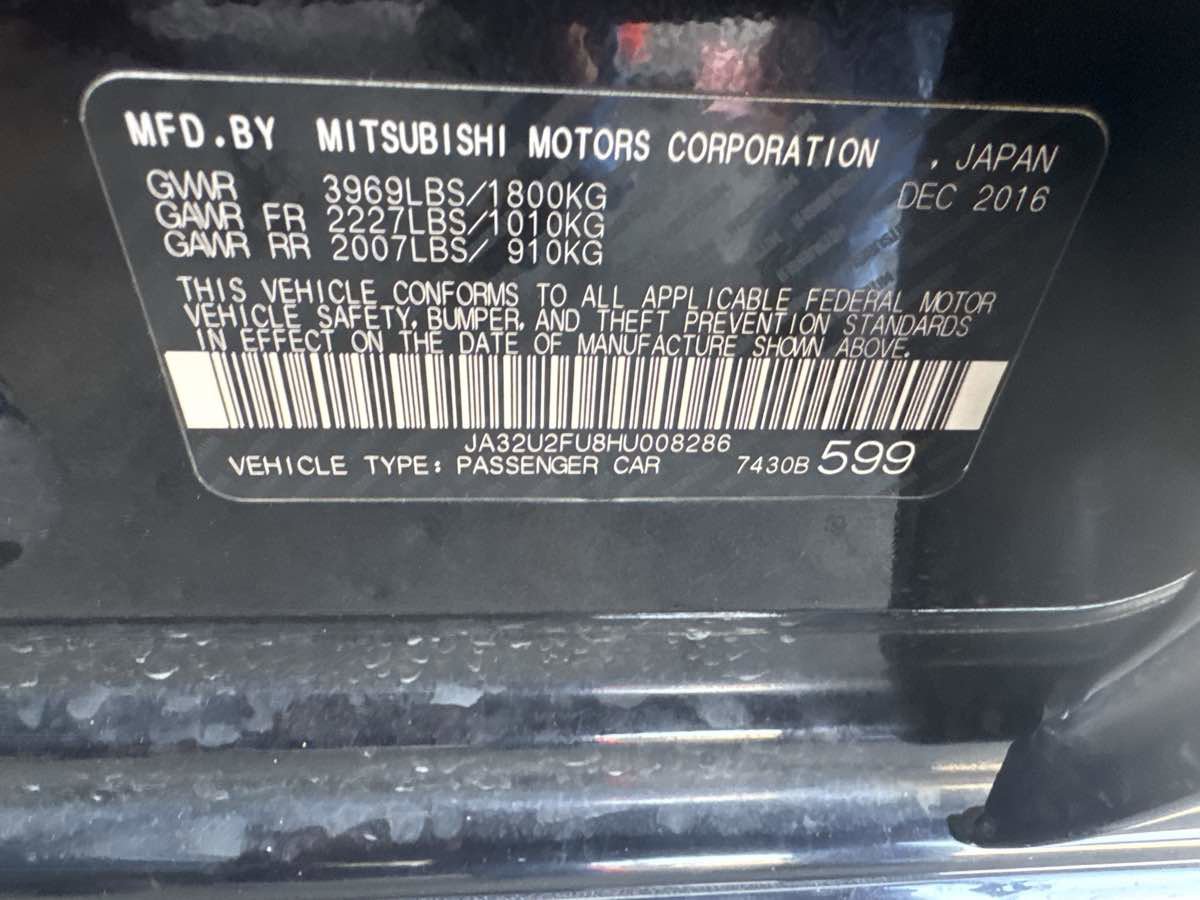 MFD.BY MITSUBISHI MOTORS CORPORATION , JAPAN
GVWR 3969LBS/1800KG DEC 2016
GAWR FR 2227LBS/1010KG
GAWR RR 2007LBS/ 910KG
THIS VEHICLE CONFORMS TO ALL APPLICABLE FEDERAL MOTOR
VEHICLE SAFETY, BUMPER, AND THEFT PREVENTION STANDARDS
IN EFFECT ON THE DATE OF MANUFACTURE SHOWN ABOVE.
JA32U2FU8HU008286
VEHICLE TYPE: PASSENGER CAR 7430B 599